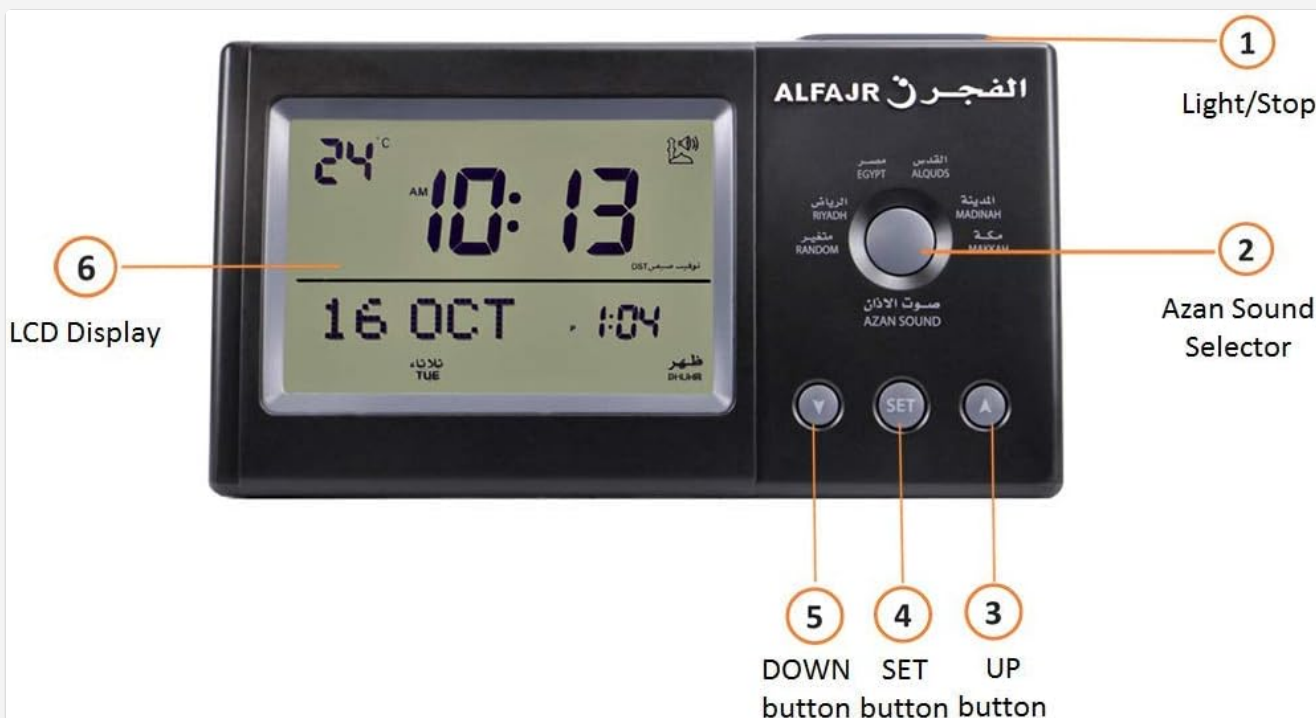 1
Light/Stop
ALFAJR الفجر
مصر
EGYPT
القدس
ALQUDS
الرياض
RIYADH
المدينة
MADINAH
متغير
RANDOM
مكة
MAKKAH
صوت الاذان
AZAN SOUND
2
Azan Sound
Selector
24 °C
AM 10:13
توقيت صيفي DST
6
LCD Display
16 OCT
P 1:04
ثلاثاء
TUE
ظهر
DHUHR
SET
5
4
3
DOWN
button
SET
button
UP
button